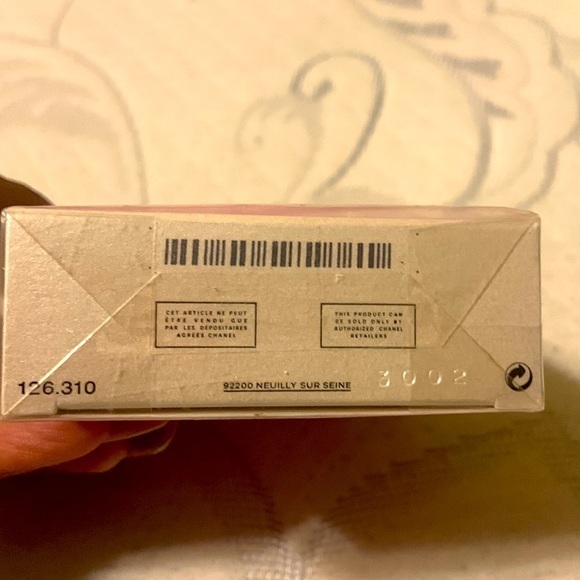 CET ARTICLE NE PEUT
ÊTRE VENDU QUE
PAR LES DÉPOSITAIRES
AGRÉÉS CHANEL
THIS PRODUCT CAN
BE SOLD ONLY BY
AUTHORIZED CHANEL
RETAILERS
126.310
92200 NEUILLY SUR SEINE
3002